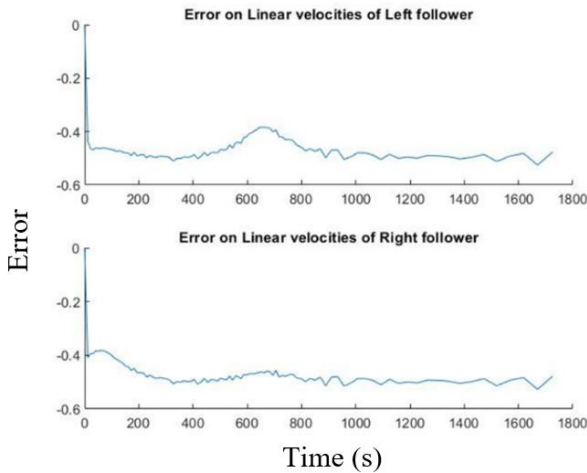 Error on Linear velocities of Left follower
0
-0.2
-0.4
-0.6
0 200 400 600 800 1000 1200 1400 1600 1800
Error
Error on Linear velocities of Right follower
0
-0.2
-0.4
-0.6
0 200 400 600 800 1000 1200 1400 1600 1800
Time (s)